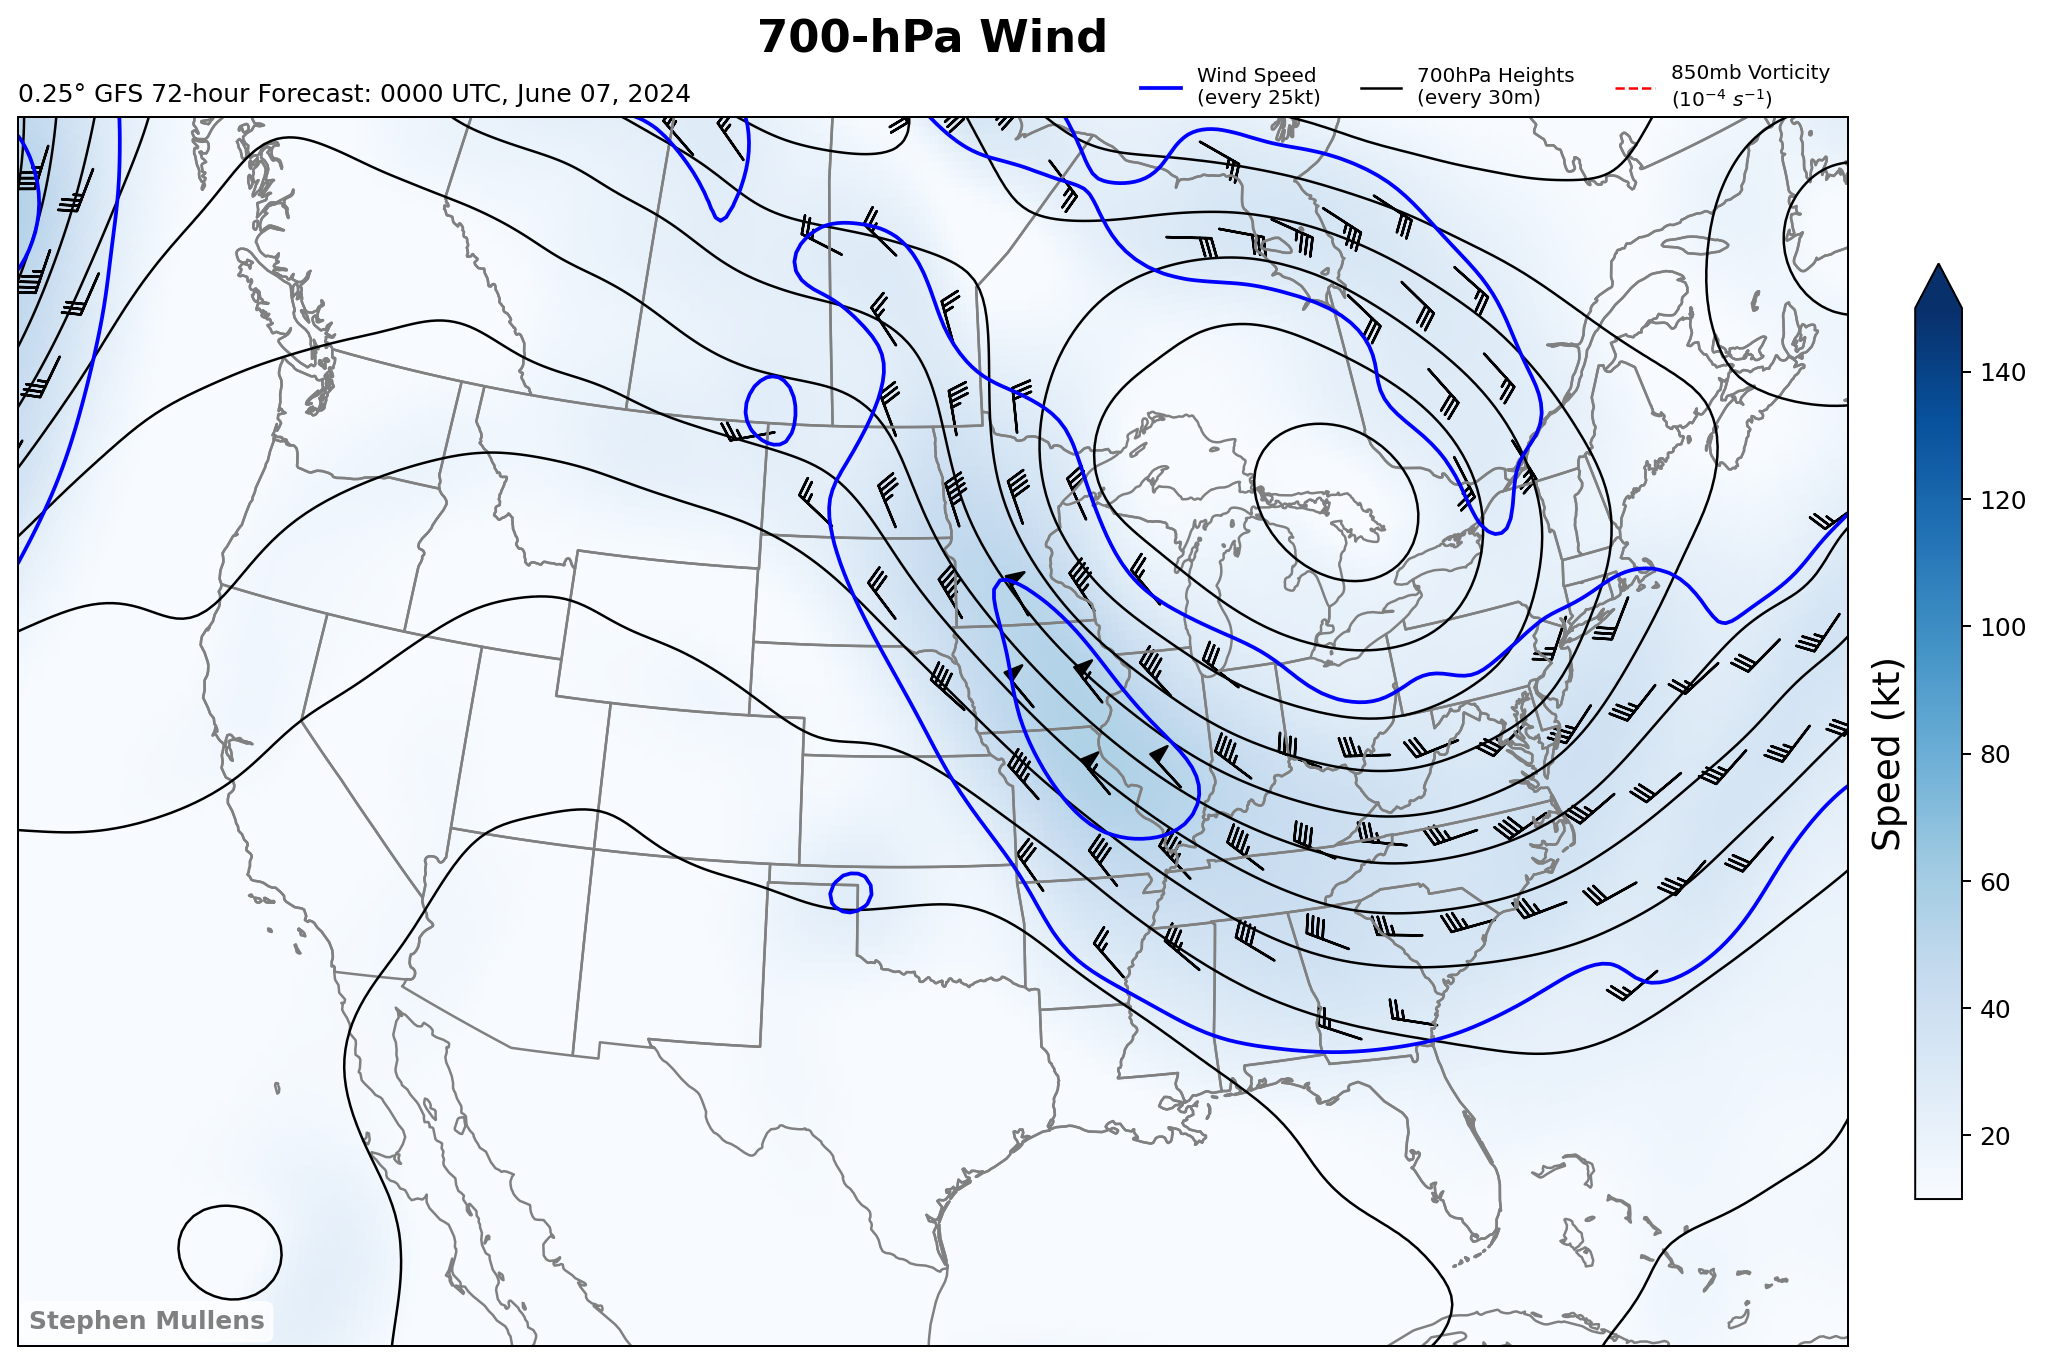 700-hPa Wind
0.25° GFS 72-hour Forecast: 0000 UTC, June 07, 2024
Wind Speed
(every 25kt)
700hPa Heights
(every 30m)
850mb Vorticity
(10⁻⁴ s⁻¹)
140
120
100
80
60
40
20
Speed (kt)
Stephen Mullens